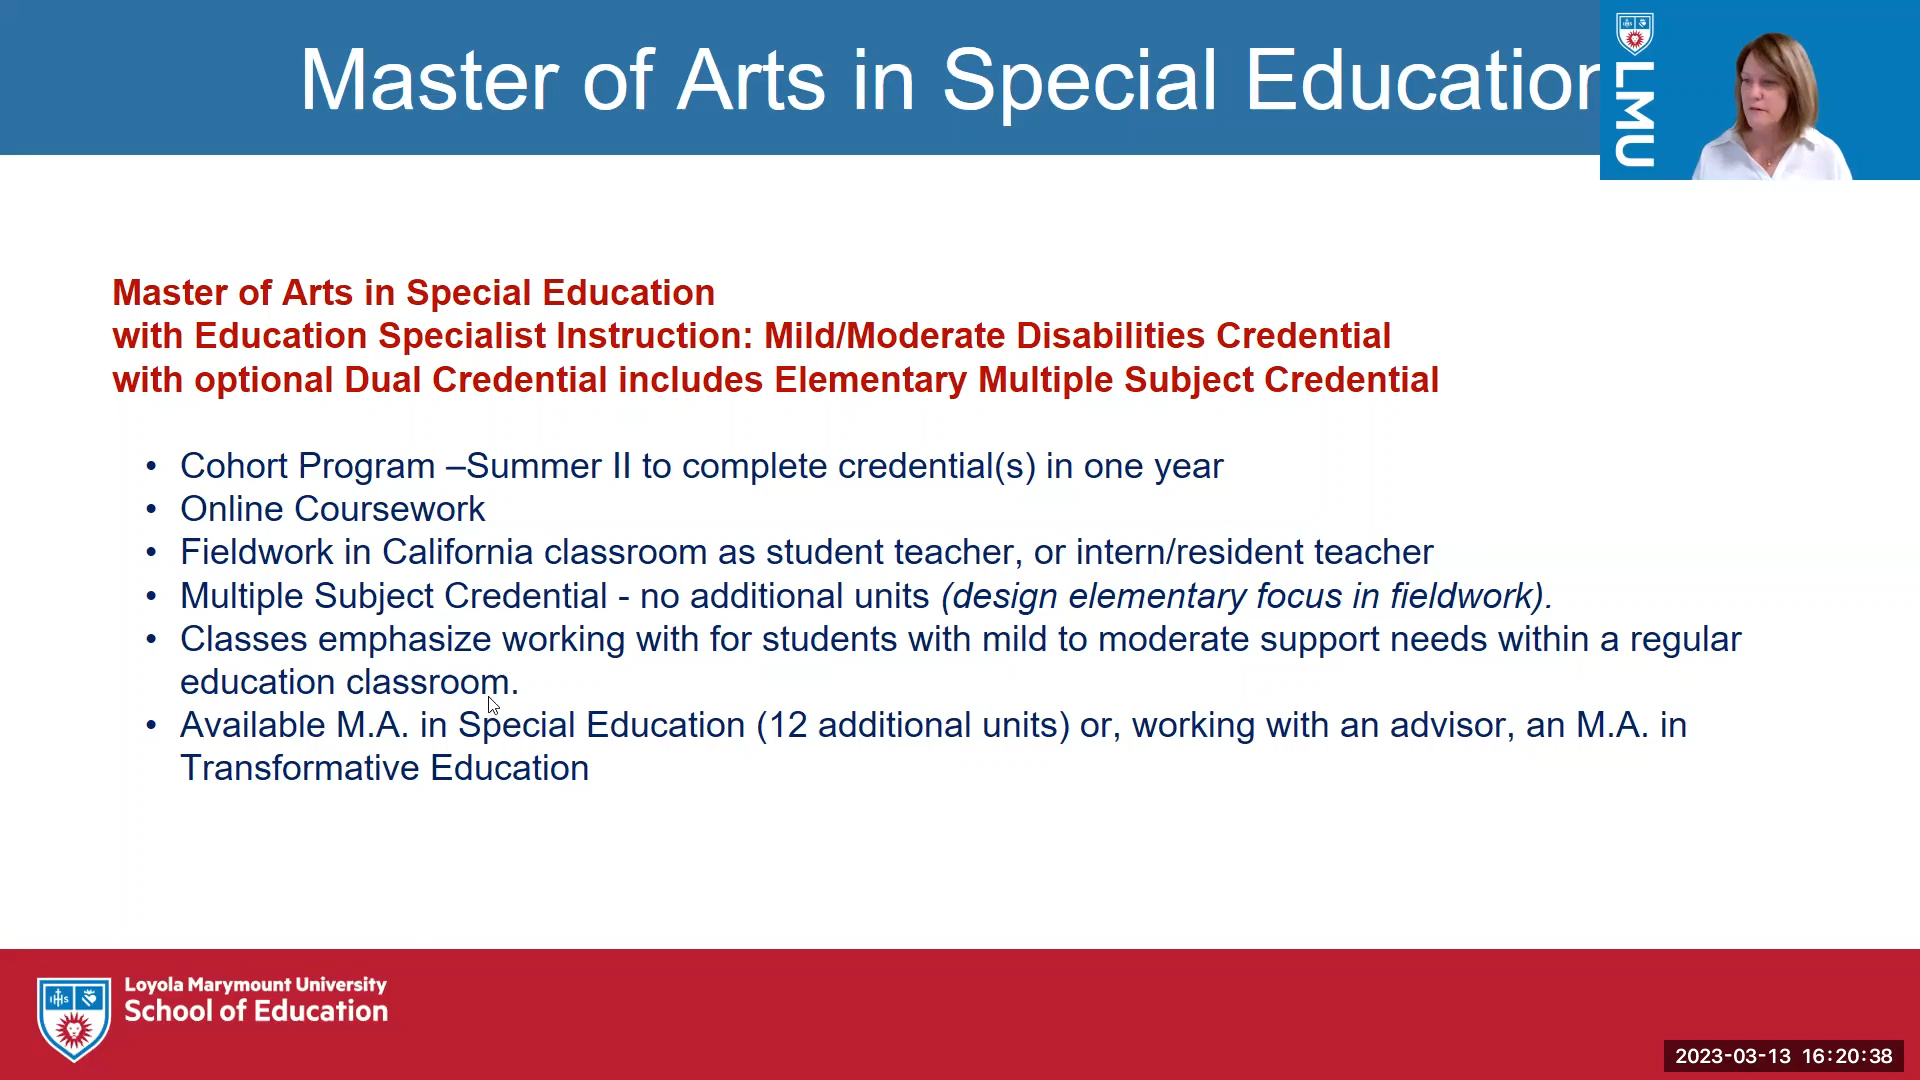 Master of Arts in Special Education
LMU
Master of Arts in Special Education
with Education Specialist Instruction: Mild/Moderate Disabilities Credential
with optional Dual Credential includes Elementary Multiple Subject Credential
• Cohort Program –Summer II to complete credential(s) in one year
• Online Coursework
• Fieldwork in California classroom as student teacher, or intern/resident teacher
• Multiple Subject Credential - no additional units (design elementary focus in fieldwork).
• Classes emphasize working with for students with mild to moderate support needs within a regular
education classroom.
• Available M.A. in Special Education (12 additional units) or, working with an advisor, an M.A. in
Transformative Education
IHS
Loyola Marymount University
School of Education
2023-03-13 16:20:38